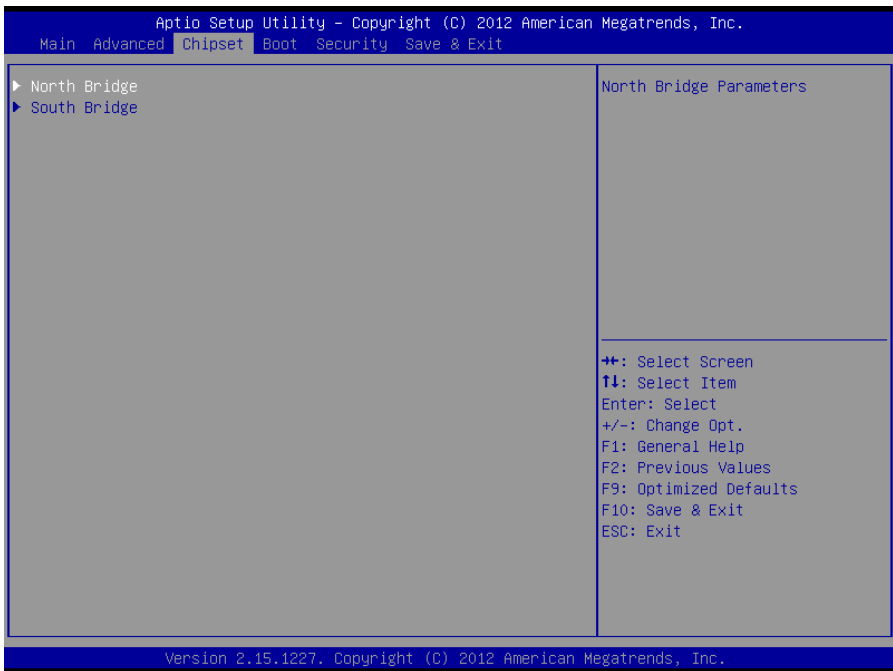 Aptio Setup Utility – Copyright (C) 2012 American Megatrends, Inc.
Main Advanced Chipset Boot Security Save & Exit
▶ North Bridge
▶ South Bridge
North Bridge Parameters
→←: Select Screen
↑↓: Select Item
Enter: Select
+/-: Change Opt.
F1: General Help
F2: Previous Values
F9: Optimized Defaults
F10: Save & Exit
ESC: Exit
Version 2.15.1227. Copyright (C) 2012 American Megatrends, Inc.